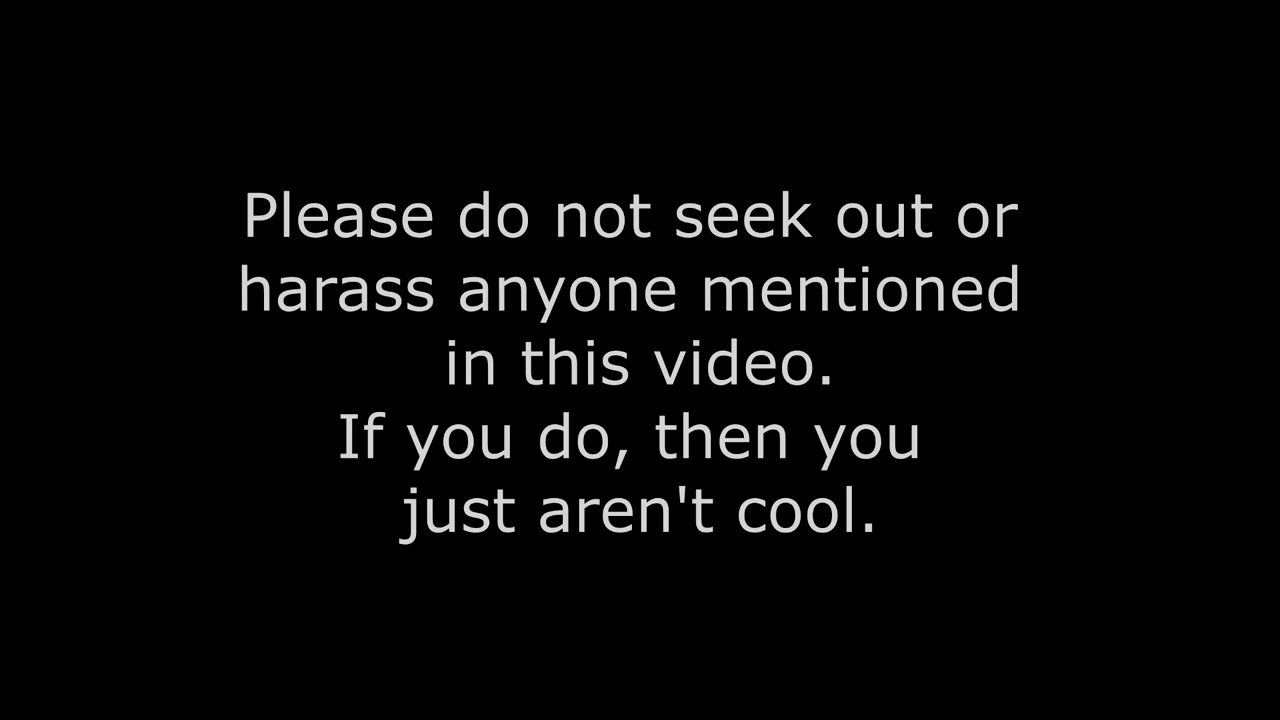 Please do not seek out or
harass anyone mentioned
in this video.
If you do, then you
just aren't cool.